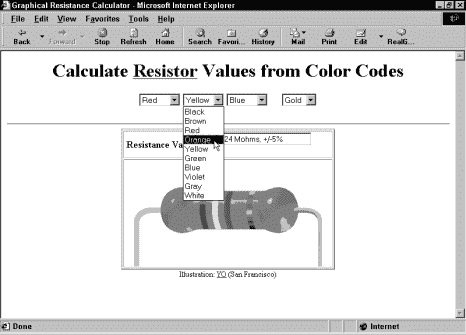 Graphical Resistance Calculator - Microsoft Internet Explorer
File Edit View Favorites Tools Help
Back Forward Stop Refresh Home Search Favori... History Mail Print Edit RealG...
Calculate Resistor Values from Color Codes
Red Yellow Blue Gold
Black
Brown
Red
Orange
Yellow
Green
Blue
Violet
Gray
White
Resistance Va 24 Mohms, +/-5%
Illustration: YO (San Francisco)
Done Internet